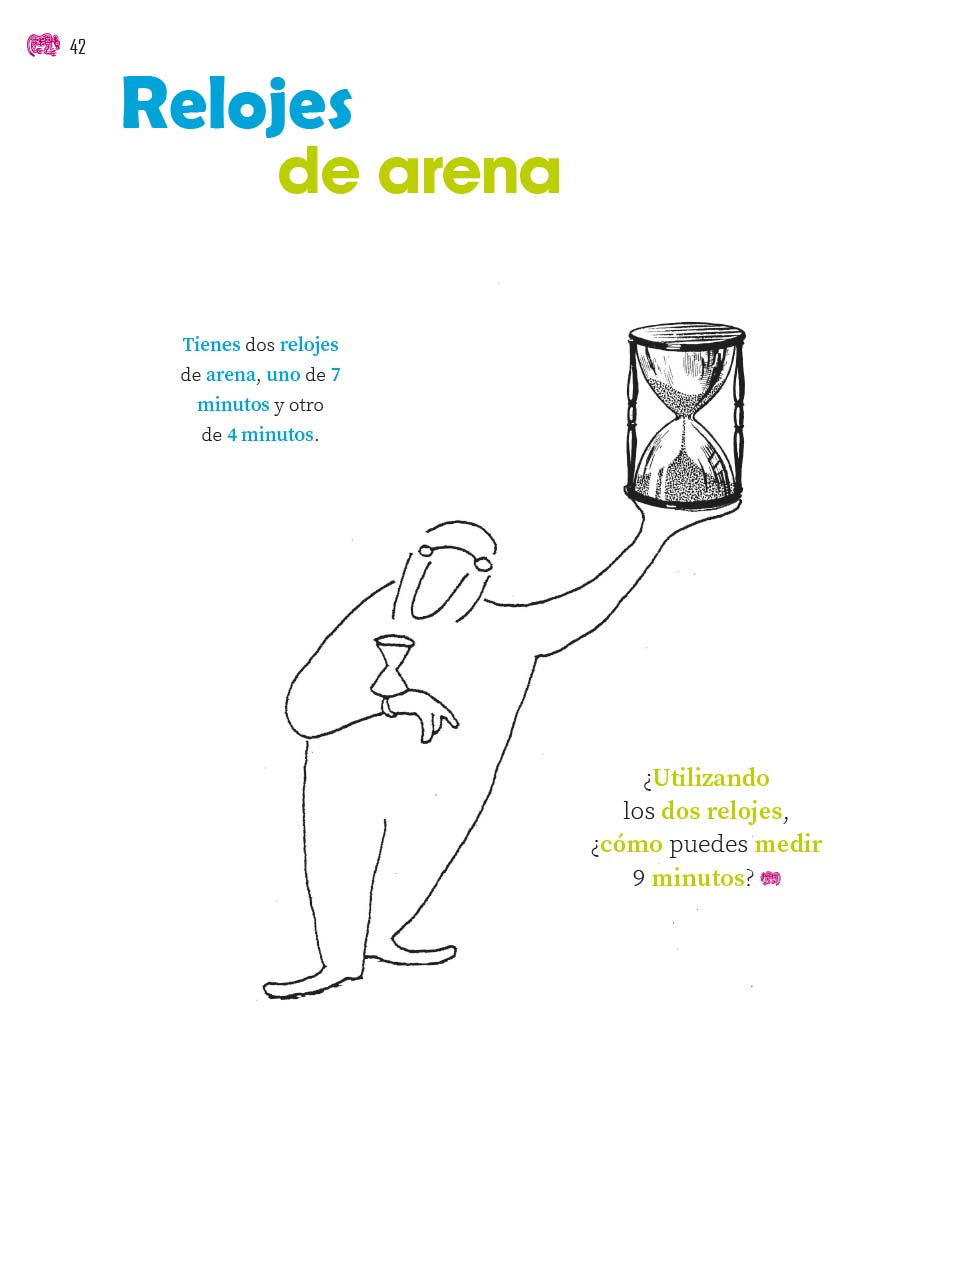 42
Relojes
de arena
Tienes dos relojes
de arena, uno de 7
minutos y otro
de 4 minutos.
¿Utilizando
los dos relojes,
¿cómo puedes medir
9 minutos?